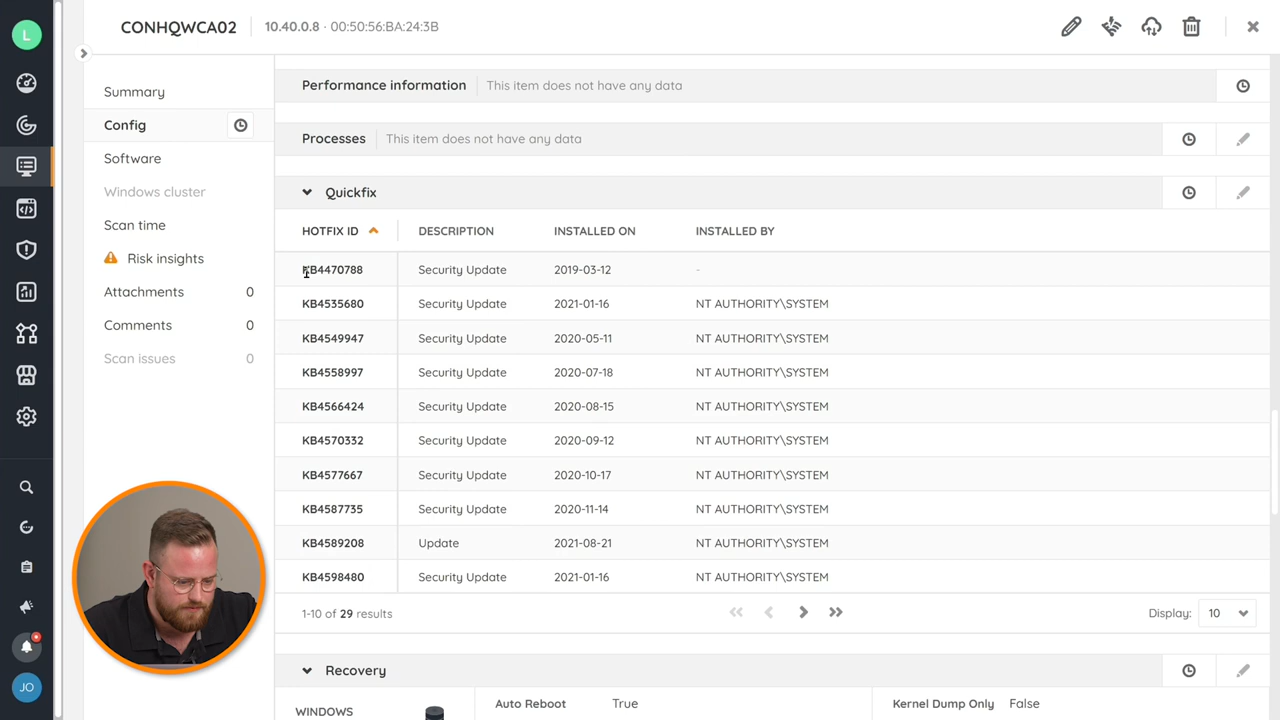 L
CONHQWCA02 10.40.0.8 · 00:50:56:BA:24:3B
Summary
Config
Software
Windows cluster
Scan time
Risk insights
Attachments 0
Comments 0
Scan issues 0
JO
Performance information This item does not have any data
Processes This item does not have any data
Quickfix
HOTFIX ID DESCRIPTION INSTALLED ON INSTALLED BY
KB4470788 Security Update 2019-03-12 -
KB4535680 Security Update 2021-01-16 NT AUTHORITY\SYSTEM
KB4549947 Security Update 2020-05-11 NT AUTHORITY\SYSTEM
KB4558997 Security Update 2020-07-18 NT AUTHORITY\SYSTEM
KB4566424 Security Update 2020-08-15 NT AUTHORITY\SYSTEM
KB4570332 Security Update 2020-09-12 NT AUTHORITY\SYSTEM
KB4577667 Security Update 2020-10-17 NT AUTHORITY\SYSTEM
KB4587735 Security Update 2020-11-14 NT AUTHORITY\SYSTEM
KB4589208 Update 2021-08-21 NT AUTHORITY\SYSTEM
KB4598480 Security Update 2021-01-16 NT AUTHORITY\SYSTEM
1-10 of 29 results Display: 10
Recovery
WINDOWS Auto Reboot True Kernel Dump Only False